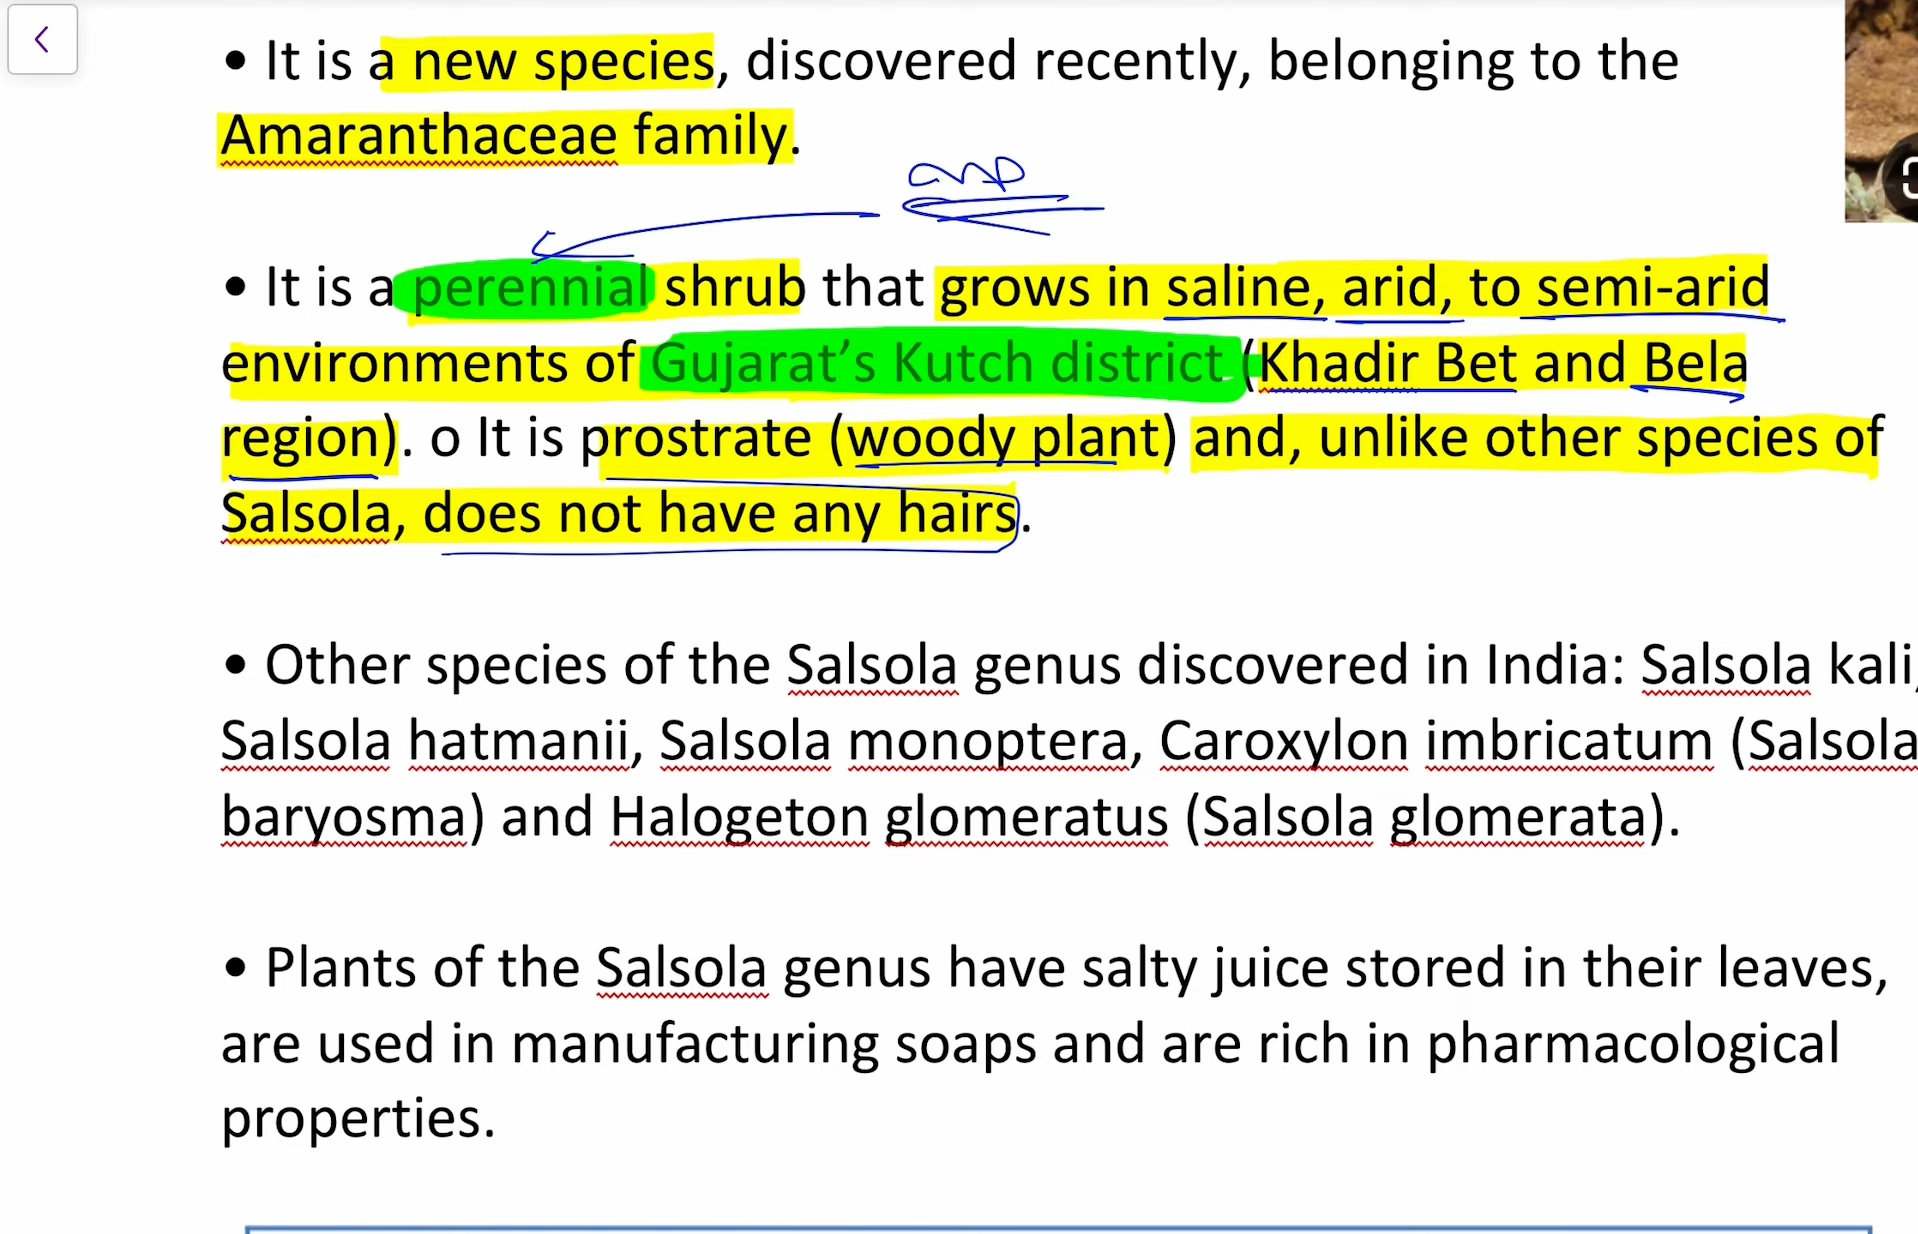 • It is a new species, discovered recently, belonging to the
Amaranthaceae family.
• It is a perennial shrub that grows in saline, arid, to semi-arid
environments of Gujarat’s Kutch district (Khadir Bet and Bela
region). o It is prostrate (woody plant) and, unlike other species of
Salsola, does not have any hairs.
• Other species of the Salsola genus discovered in India: Salsola kali,
Salsola hatmanii, Salsola monoptera, Caroxylon imbricatum (Salsola
baryosma) and Halogeton glomeratus (Salsola glomerata).
• Plants of the Salsola genus have salty juice stored in their leaves,
are used in manufacturing soaps and are rich in pharmacological
properties.